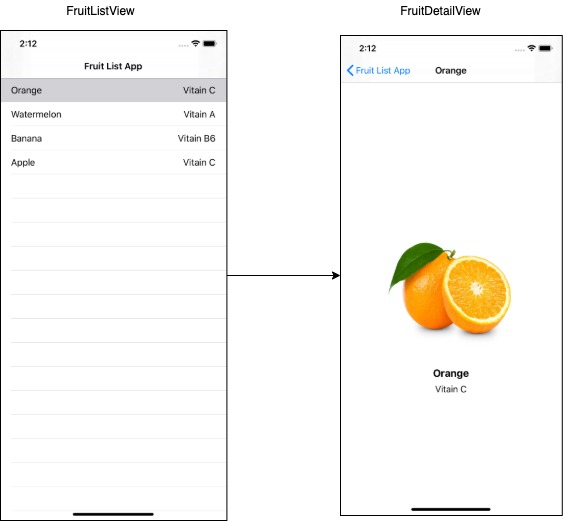 FruitListView
2:12
Fruit List App
Orange Vitain C
Watermelon Vitain A
Banana Vitain B6
Apple Vitain C
FruitDetailView
2:12
Fruit List App Orange
Orange
Vitain C